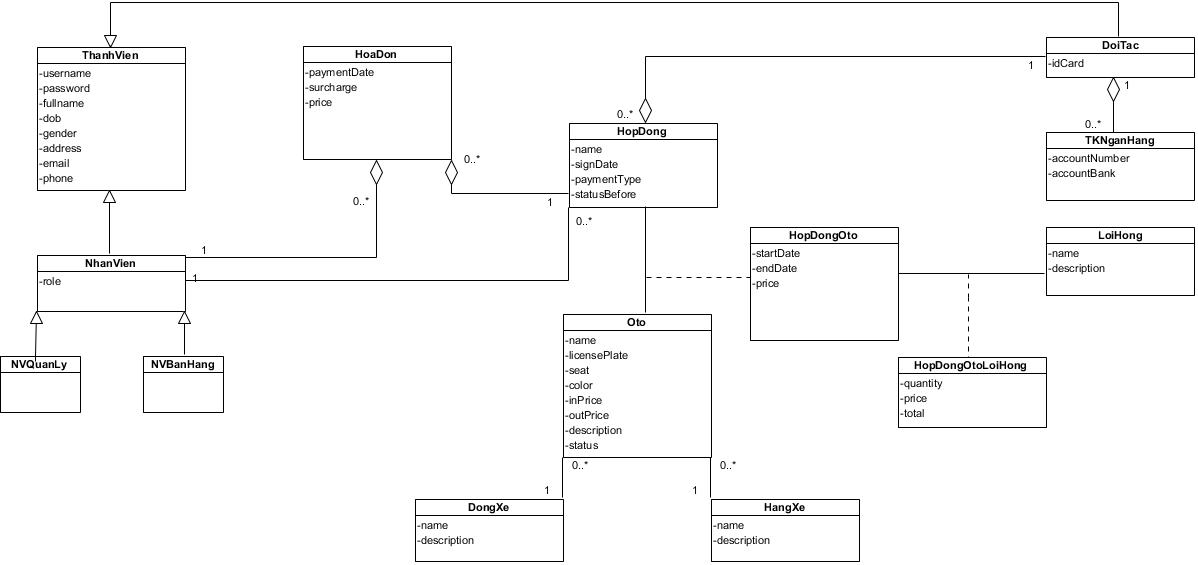 ThanhVien
-username
-password
-fullname
-dob
-gender
-address
-email
-phone
HoaDon
-paymentDate
-surcharge
-price
DoiTac
-idCard
1
1
0..*
HopDong
-name
-signDate
-paymentType
-statusBefore
0..*
TKNganHang
-accountNumber
-accountBank
0..*
0..*
1
0..*
1
1
NhanVien
-role
HopDongOto
-startDate
-endDate
-price
LoiHong
-name
-description
NVQuanLy
NVBanHang
Oto
-name
-licensePlate
-seat
-color
-inPrice
-outPrice
-description
-status
HopDongOtoLoiHong
-quantity
-price
-total
0..*
0..*
1
1
DongXe
-name
-description
HangXe
-name
-description